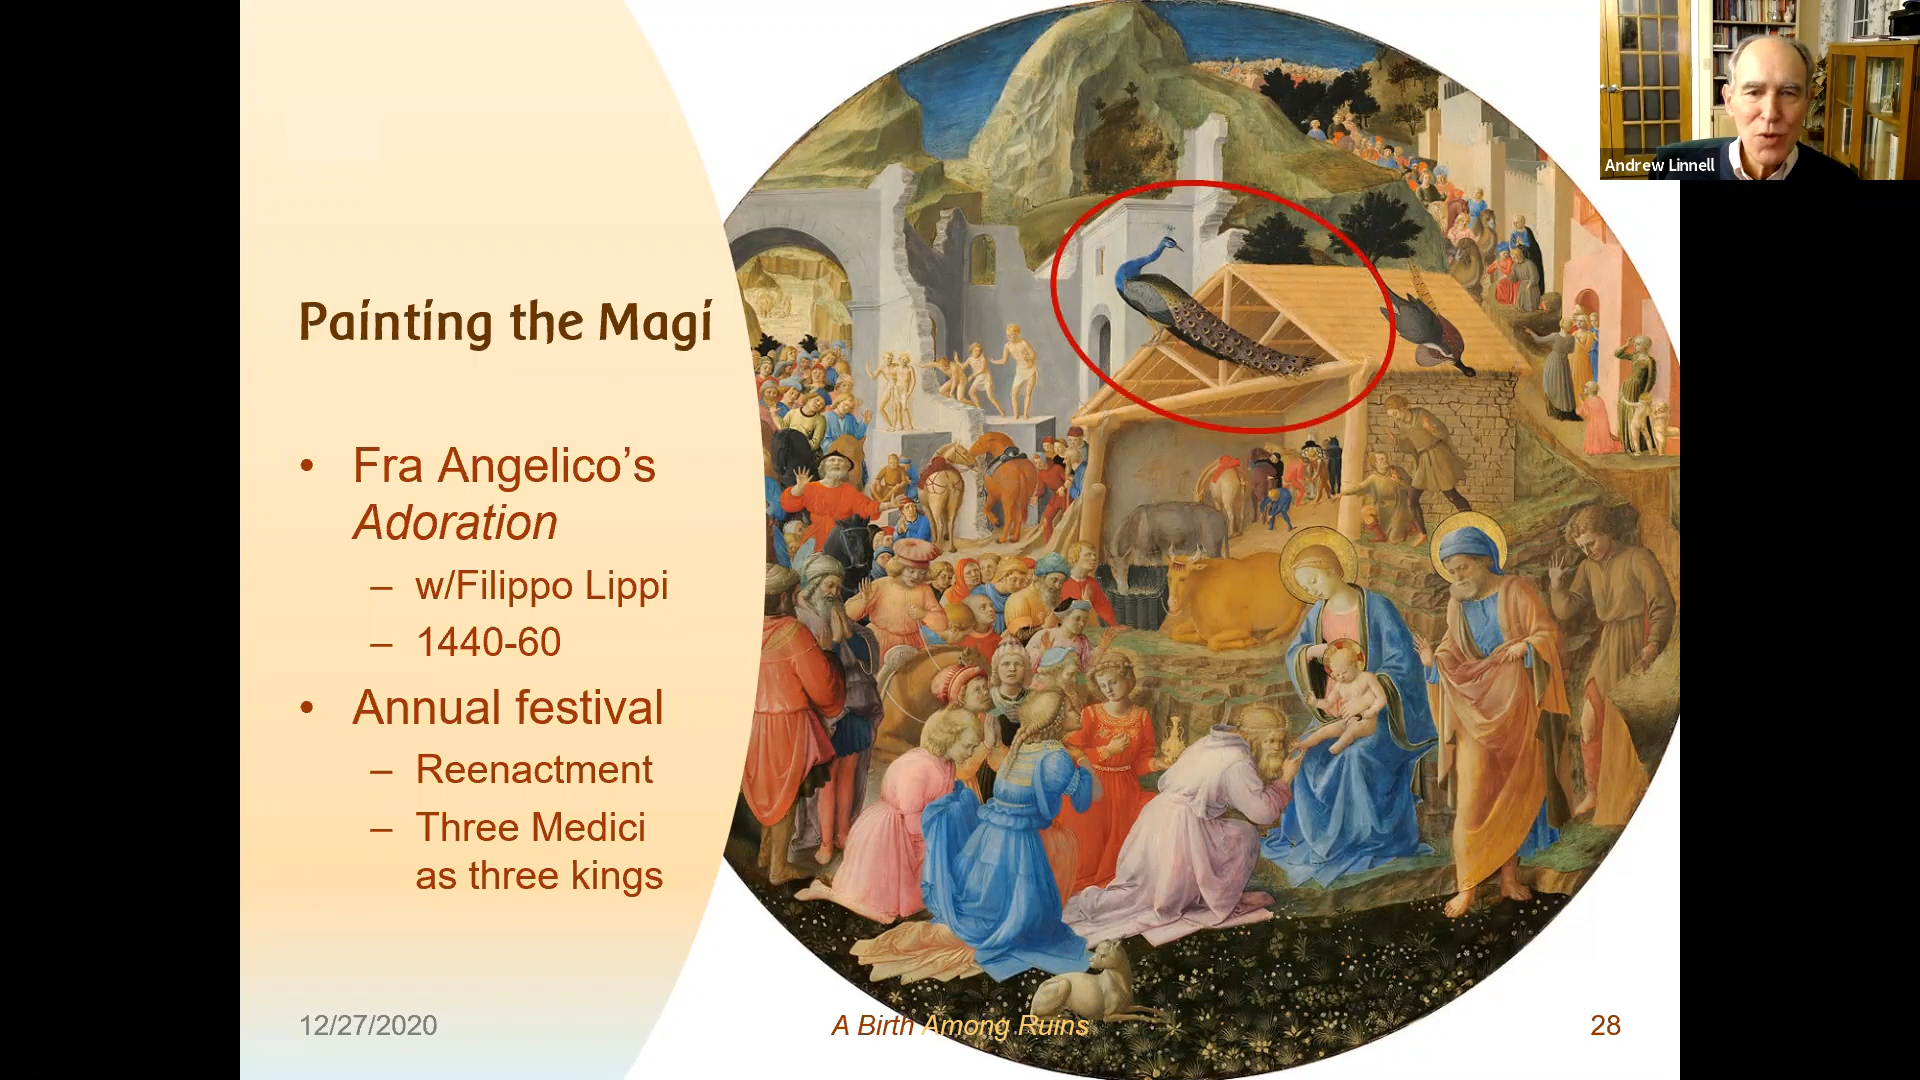 Andrew Linnell
Painting the Magi
• Fra Angelico’s
Adoration
– w/Filippo Lippi
– 1440-60
• Annual festival
– Reenactment
– Three Medici
as three kings
12/27/2020
A Birth Among Ruins
28